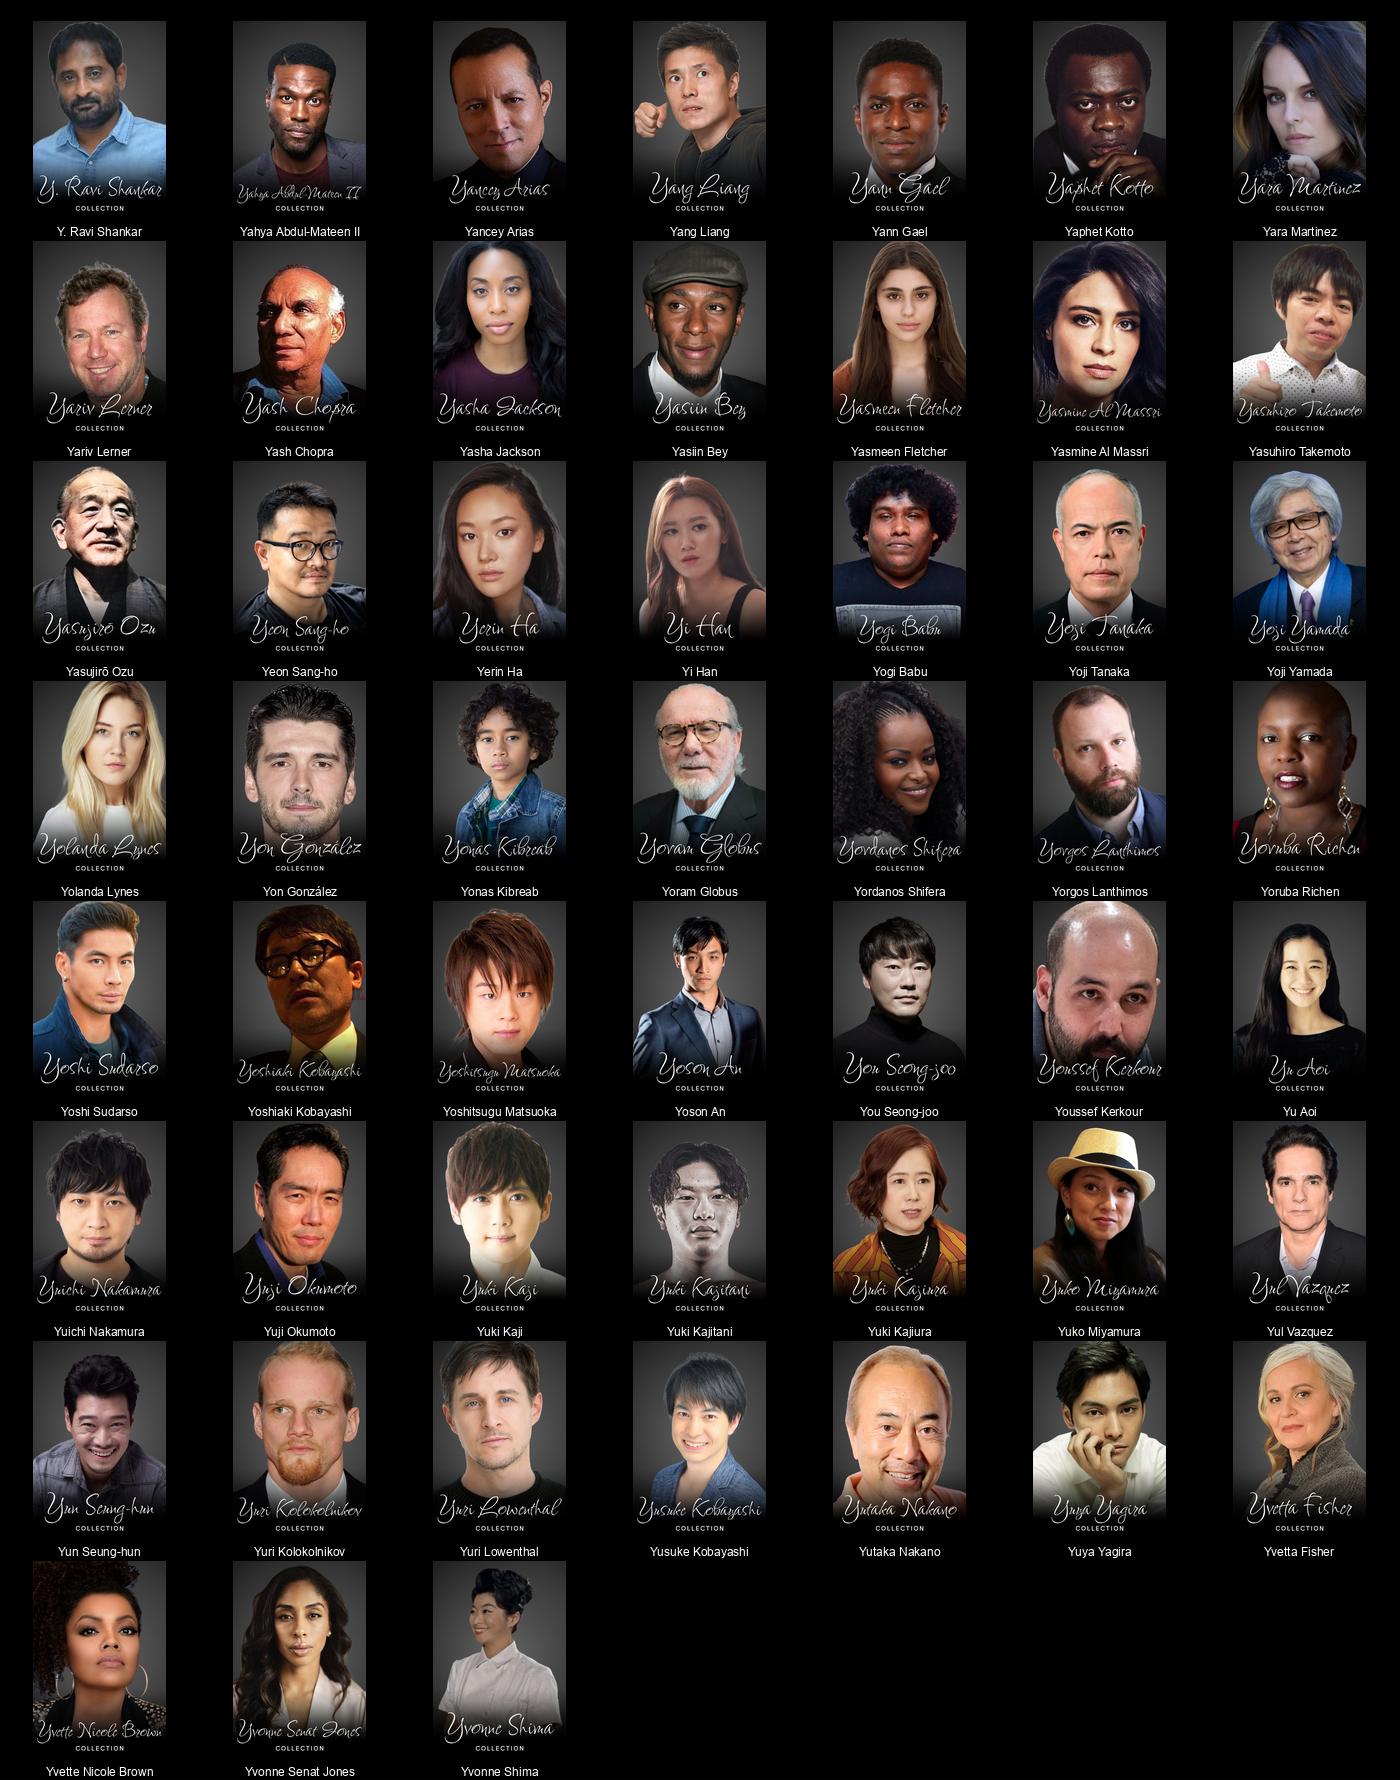 Y. Ravi Shankar
COLLECTION
Y. Ravi Shankar
Yahya Abdul-Mateen II
COLLECTION
Yahya Abdul-Mateen II
Yancey Arias
COLLECTION
Yancey Arias
Yang Liang
COLLECTION
Yang Liang
Yann Gael
COLLECTION
Yann Gael
Yaphet Kotto
COLLECTION
Yaphet Kotto
Yara Martinez
COLLECTION
Yara Martinez
Yariv Lerner
COLLECTION
Yariv Lerner
Yash Chopra
COLLECTION
Yash Chopra
Yasha Jackson
COLLECTION
Yasha Jackson
Yasiin Bey
COLLECTION
Yasiin Bey
Yasmeen Fletcher
COLLECTION
Yasmeen Fletcher
Yasmine Al Massri
COLLECTION
Yasmine Al Massri
Yasuhiro Takemoto
COLLECTION
Yasuhiro Takemoto
Yasujirō Ozu
COLLECTION
Yasujirō Ozu
Yeon Sang-ho
COLLECTION
Yeon Sang-ho
Yerin Ha
COLLECTION
Yerin Ha
Yi Han
COLLECTION
Yi Han
Yogi Babu
COLLECTION
Yogi Babu
Yoji Tanaka
COLLECTION
Yoji Tanaka
Yoji Yamada
COLLECTION
Yoji Yamada
Yolanda Lynes
COLLECTION
Yolanda Lynes
Yon González
COLLECTION
Yon González
Yonas Kibreab
COLLECTION
Yonas Kibreab
Yoram Globus
COLLECTION
Yoram Globus
Yordanos Shifera
COLLECTION
Yordanos Shifera
Yorgos Lanthimos
COLLECTION
Yorgos Lanthimos
Yoruba Richen
COLLECTION
Yoruba Richen
Yoshi Sudarso
COLLECTION
Yoshi Sudarso
Yoshiaki Kobayashi
COLLECTION
Yoshiaki Kobayashi
Yoshitsugu Matsuoka
COLLECTION
Yoshitsugu Matsuoka
Yoson An
COLLECTION
Yoson An
You Seong-joo
COLLECTION
You Seong-joo
Youssef Kerkour
COLLECTION
Youssef Kerkour
Yu Aoi
COLLECTION
Yu Aoi
Yuichi Nakamura
COLLECTION
Yuichi Nakamura
Yuji Okumoto
COLLECTION
Yuji Okumoto
Yuki Kaji
COLLECTION
Yuki Kaji
Yuki Kajitani
COLLECTION
Yuki Kajitani
Yuki Kajiura
COLLECTION
Yuki Kajiura
Yuko Miyamura
COLLECTION
Yuko Miyamura
Yul Vazquez
COLLECTION
Yul Vazquez
Yun Seung-hun
COLLECTION
Yun Seung-hun
Yuri Kolokolnikov
COLLECTION
Yuri Kolokolnikov
Yuri Lowenthal
COLLECTION
Yuri Lowenthal
Yusuke Kobayashi
COLLECTION
Yusuke Kobayashi
Yutaka Nakano
COLLECTION
Yutaka Nakano
Yuya Yagira
COLLECTION
Yuya Yagira
Yvetta Fisher
COLLECTION
Yvetta Fisher
Yvette Nicole Brown
COLLECTION
Yvette Nicole Brown
Yvonne Senat Jones
COLLECTION
Yvonne Senat Jones
Yvonne Shima
COLLECTION
Yvonne Shima